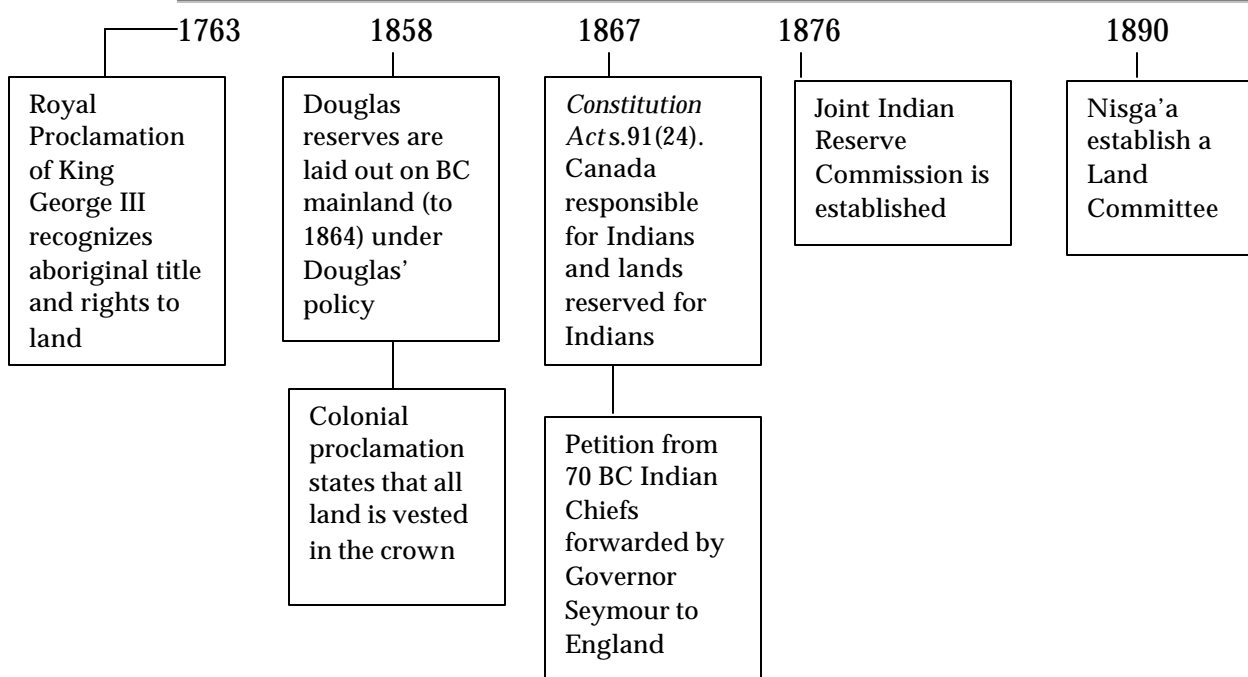 1763
1858
1867
1876
1890
Royal
Proclamation
of King
George III
recognizes
aboriginal title
and rights to
land
Douglas
reserves are
laid out on BC
mainland (to
1864) under
Douglas’
policy
Colonial
proclamation
states that all
land is vested
in the crown
Constitution
Act s.91(24).
Canada
responsible
for Indians
and lands
reserved for
Indians
Petition from
70 BC Indian
Chiefs
forwarded by
Governor
Seymour to
England
Joint Indian
Reserve
Commission is
established
Nisga’a
establish a
Land
Committee